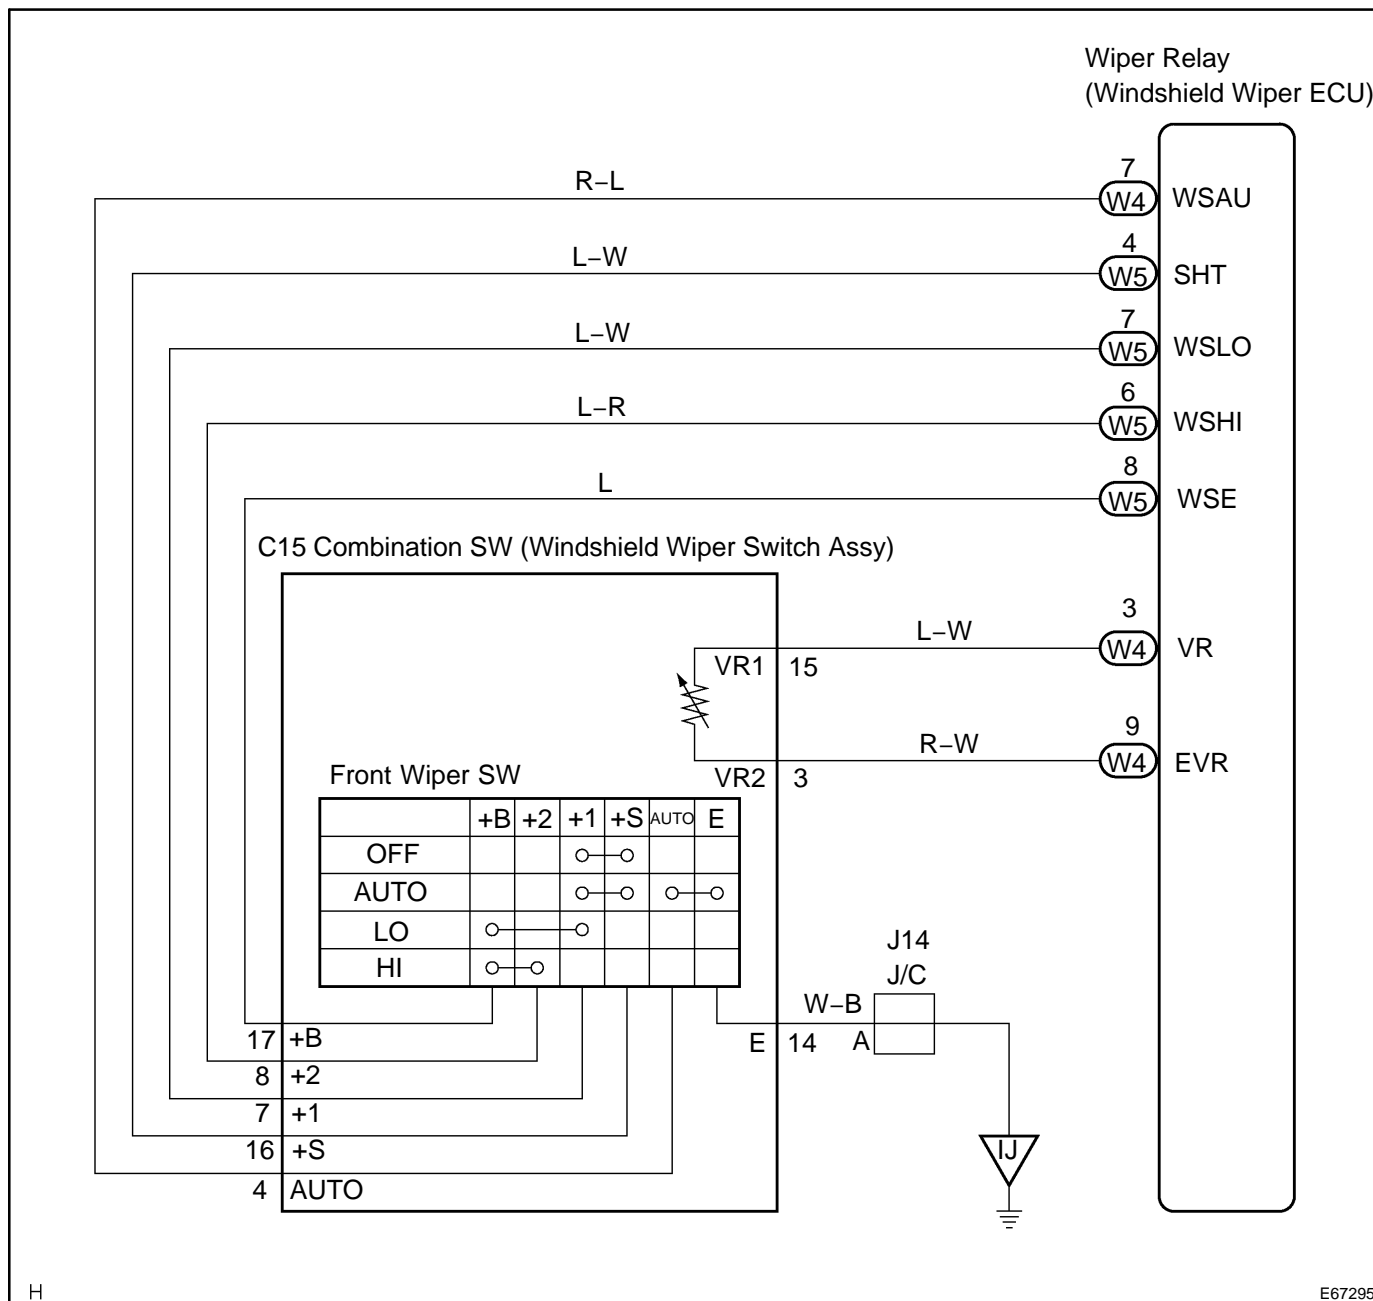 Wiper Relay
(Windshield Wiper ECU)
R–L
7
W4
WSAU
L–W
4
W5
SHT
L–W
7
W5
WSLO
L–R
6
W5
WSHI
L
8
W5
WSE
C15 Combination SW (Windshield Wiper Switch Assy)
VR1
15
L–W
3
W4
VR
VR2
3
R–W
9
W4
EVR
Front Wiper SW
+B +2 +1 +S AUTO E
OFF
AUTO
LO
HI
J14
J/C
W–B
17 +B
E 14
A
8 +2
7 +1
16 +S
4 AUTO
IJ
H
E67295